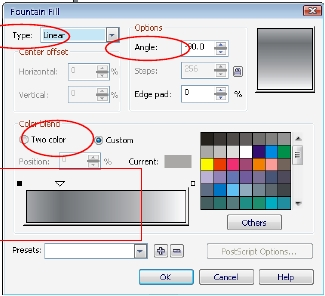 Fountain Fill
Type: Linear
Options
Angle: 90.0
Center offset
Horizontal: 0 %
Steps: 256
Vertical: 0 %
Edge pad: 0 %
Color blend
Two color Custom
Position: %
Current:
Others
Presets:
PostScript Options...
OK Cancel Help